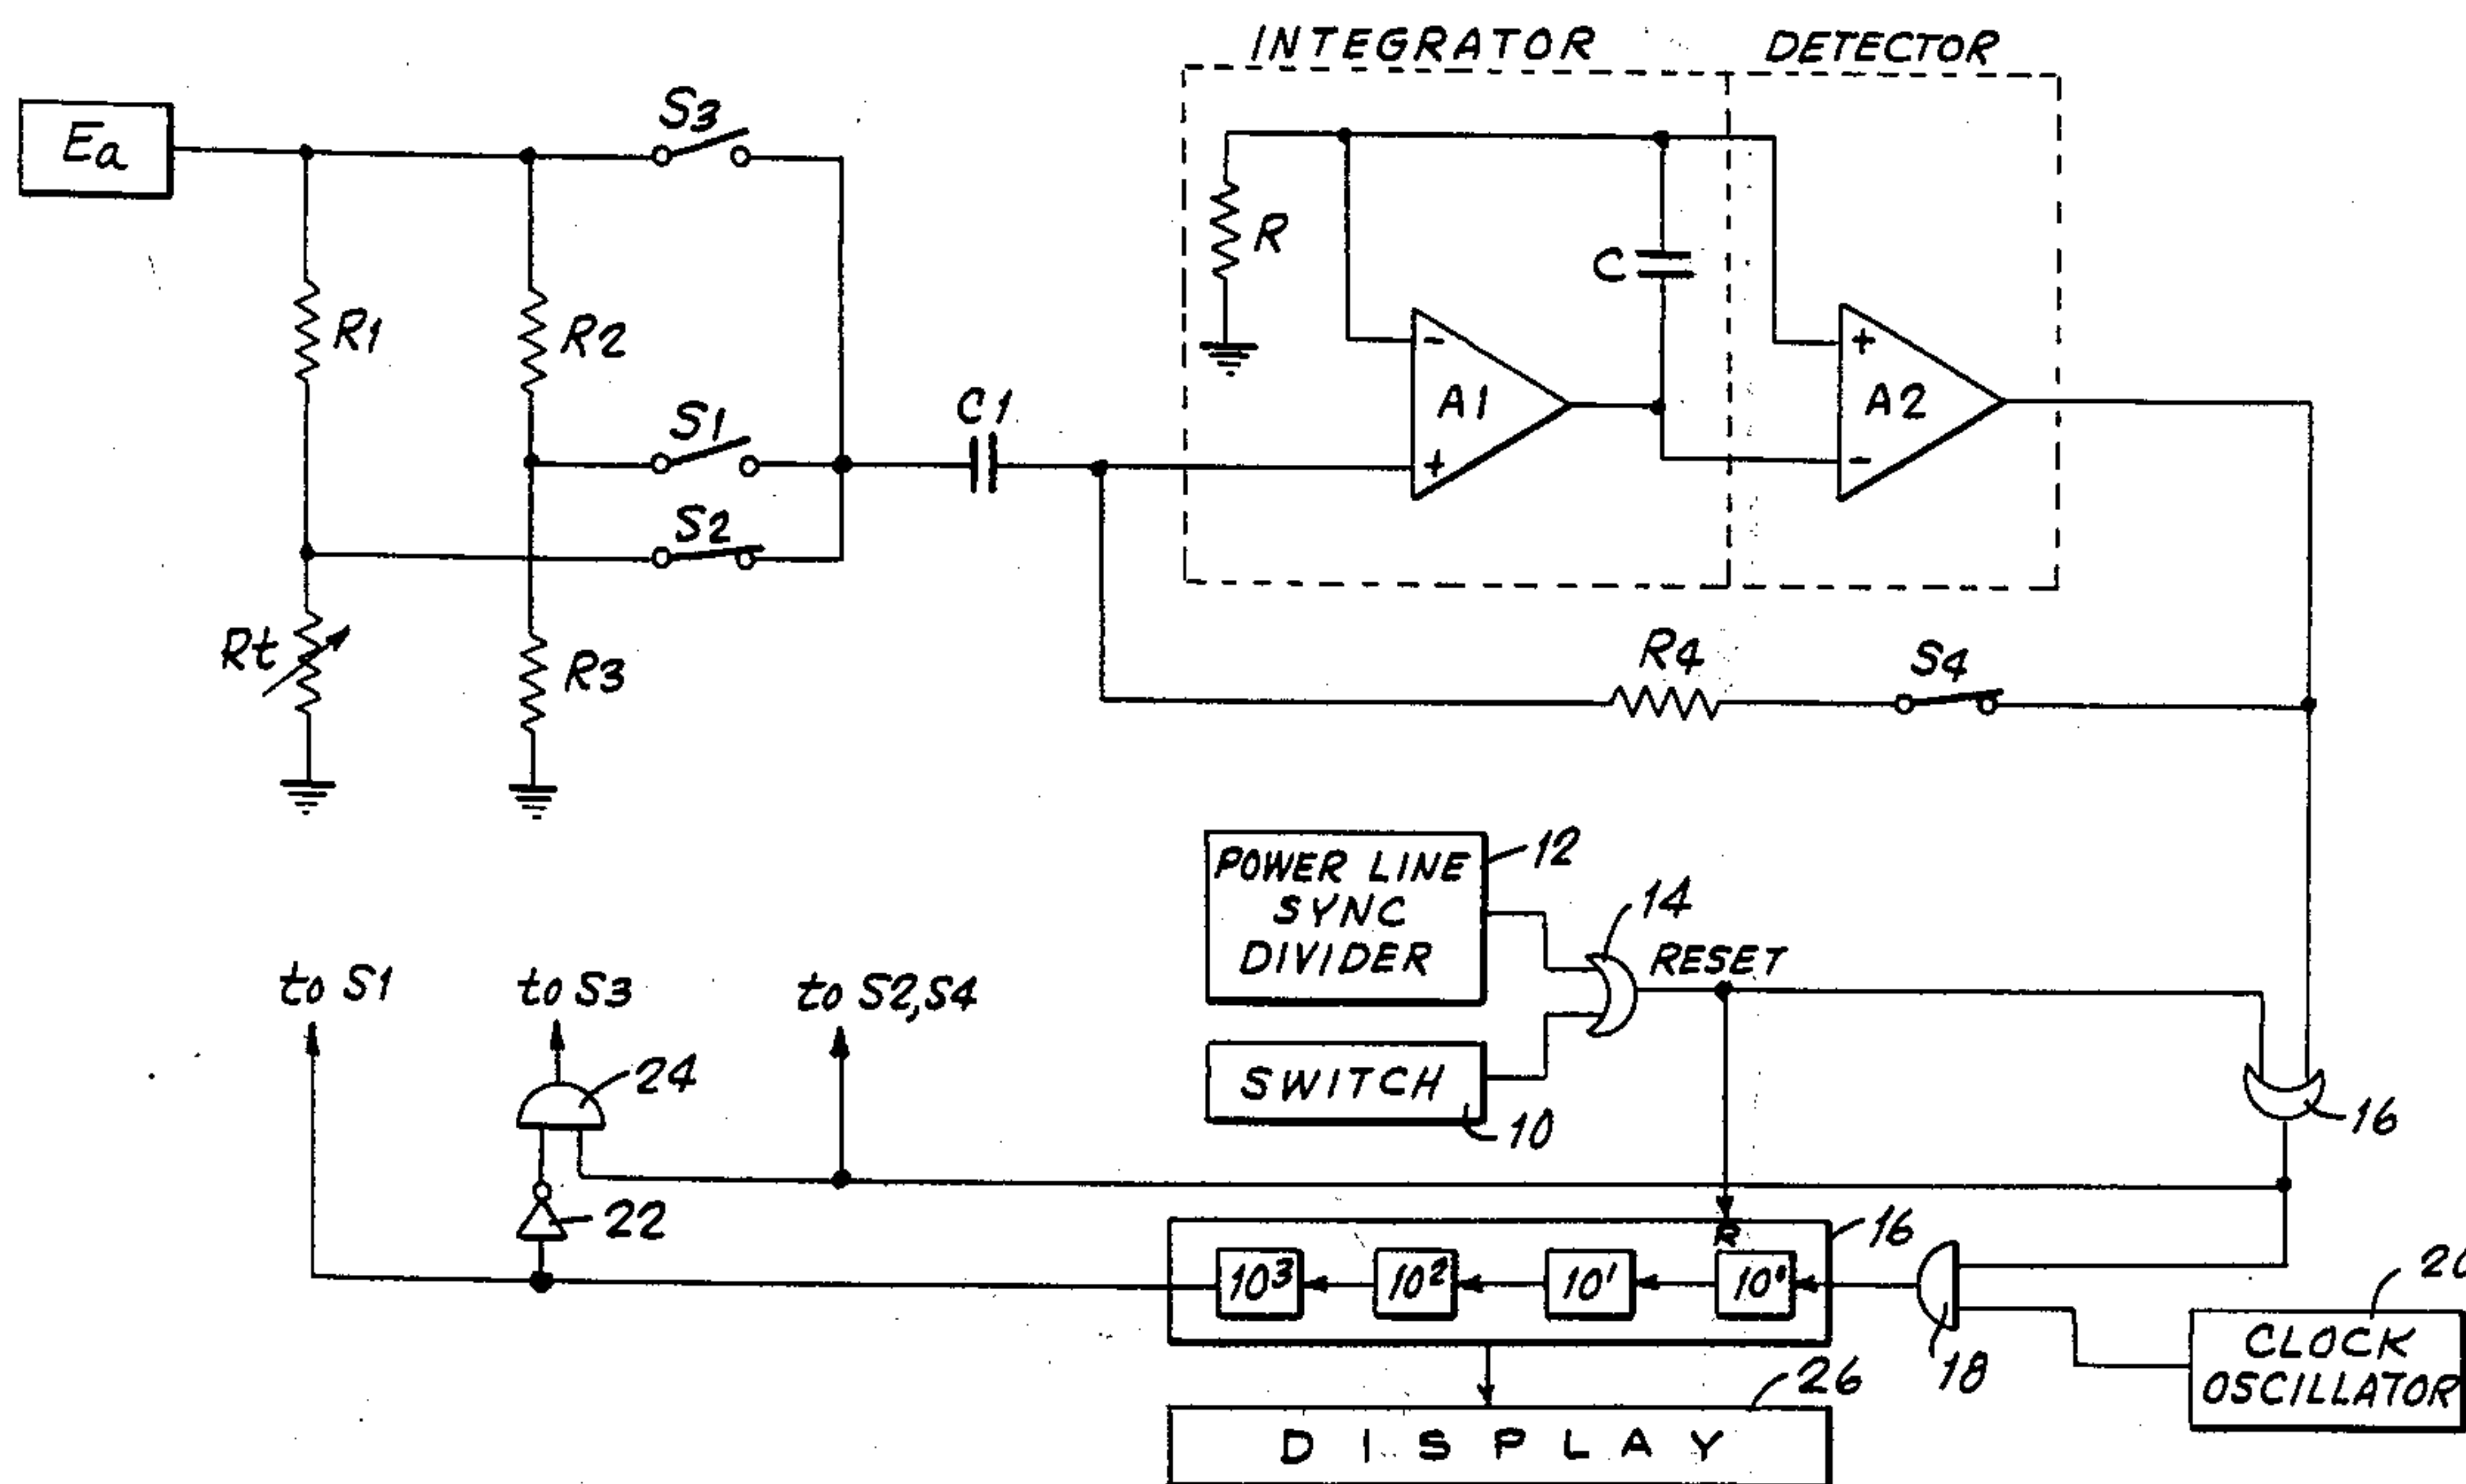 INTEGRATOR
DETECTOR
Ea
S3
R
C
R1
R2
A1
A2
-
+
+
-
S1
C1
S2
Rt
R3
R4
S4
POWER LINE
SYNC
DIVIDER
12
14
RESET
to S1
to S3
to S2,S4
SWITCH
10
24
16
22
R
16
10³
10²
10¹
10°
18
20
CLOCK
OSCILLATOR
26
DISPLAY